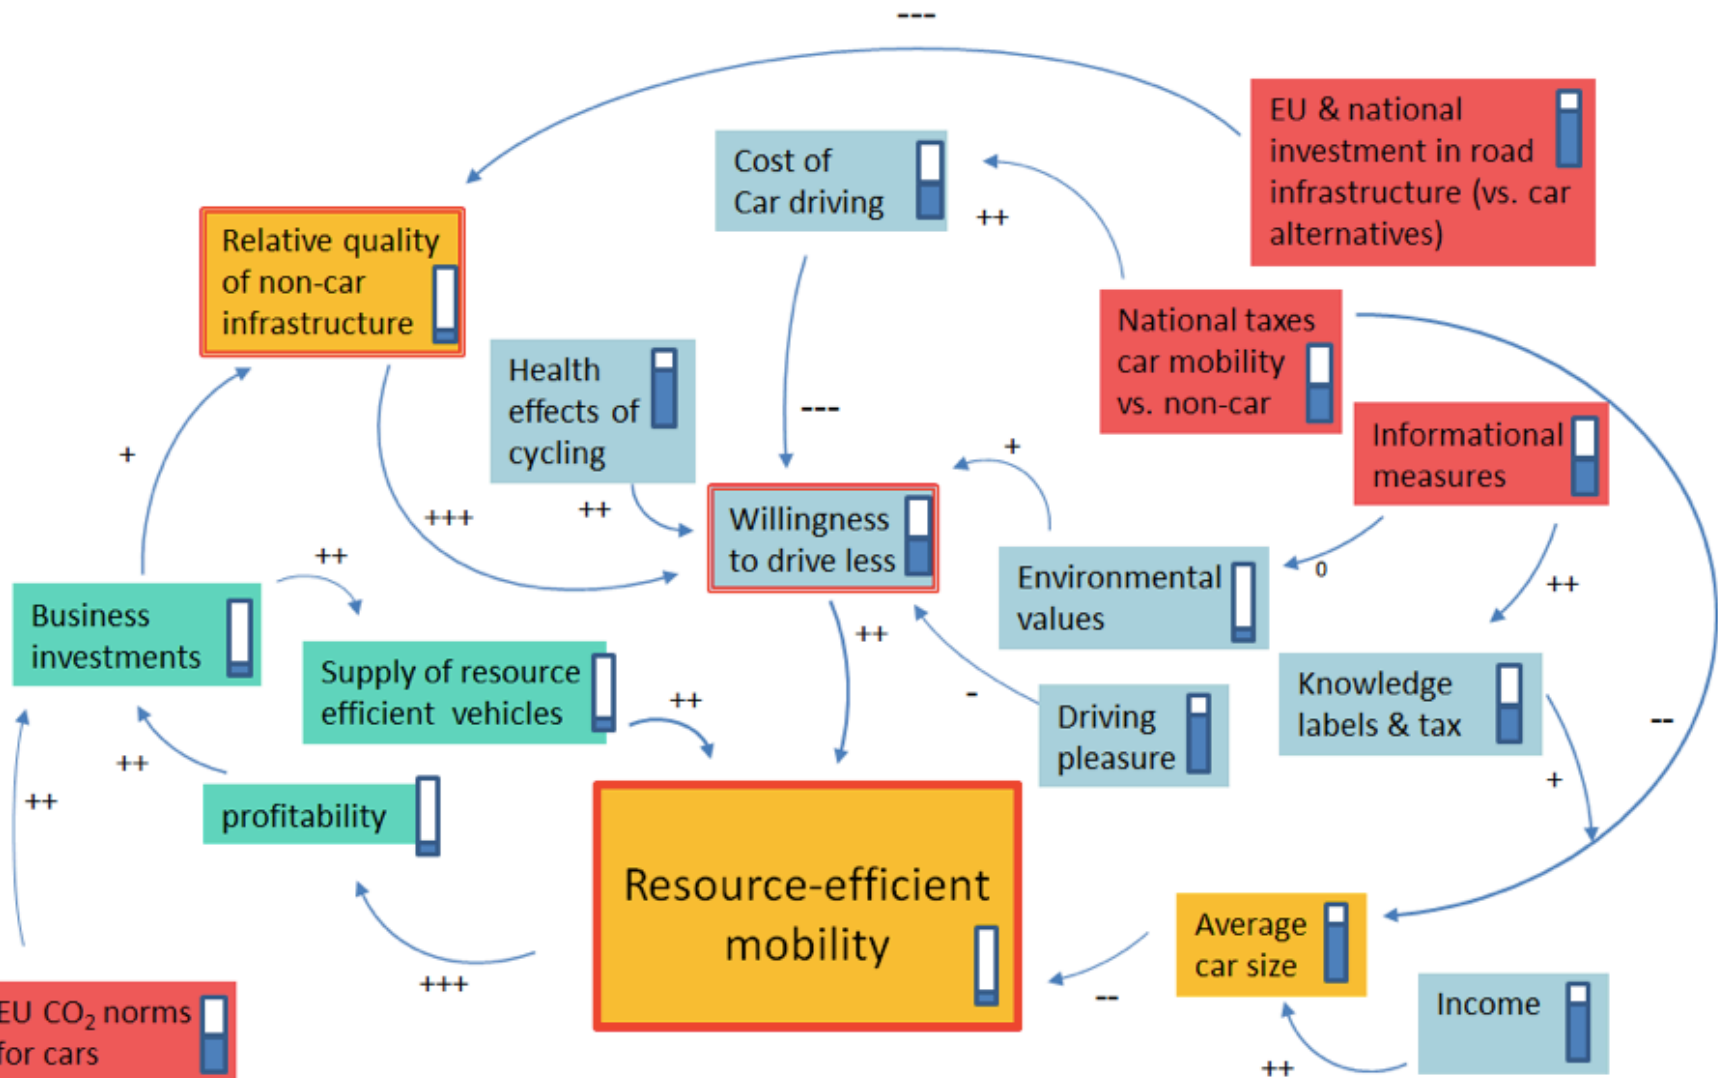 ---
EU & national
investment in road
infrastructure (vs. car
alternatives)
Cost of
Car driving
++
Relative quality
of non-car
infrastructure
National taxes
car mobility
vs. non-car
Health
effects of
cycling
---
Informational
measures
+
+
+++
++
Willingness
to drive less
Environmental
values
0
++
++
Business
investments
Supply of resource
efficient vehicles
++
++
-
Driving
pleasure
Knowledge
labels & tax
--
+
++
++
profitability
Resource-efficient
mobility
+++
Average
car size
--
Income
++
EU CO₂ norms
for cars